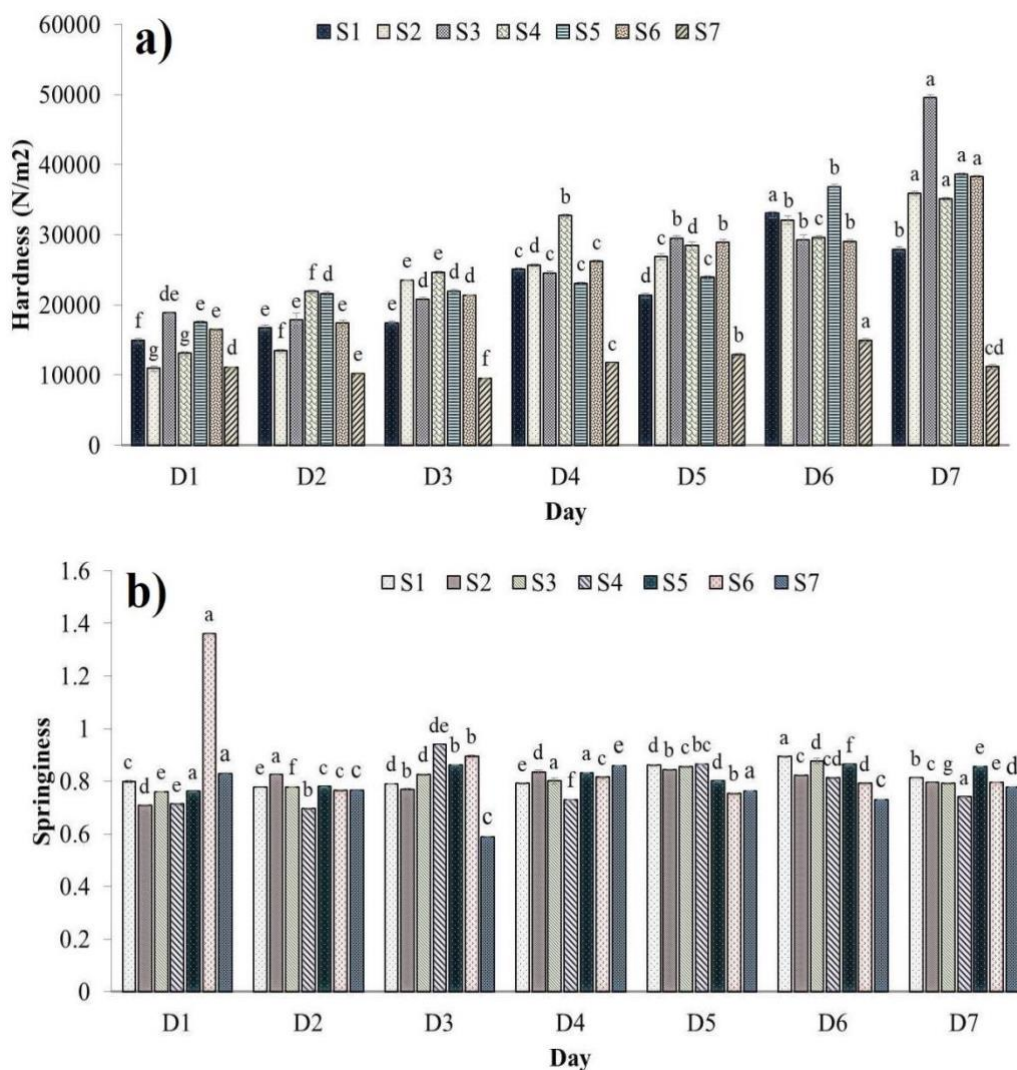 a)
S1 S2 S3 S4 S5 S6 S7
60000
50000
40000
30000
20000
10000
0
Hardness (N/m2)
f g de g e e d
e f e f d e e
e e d e d d f
c d c b c c c
d c b d c b b
b b b c b b a
b a a a a a cd
D1 D2 D3 D4 D5 D6 D7
Day
b)
S1 S2 S3 S4 S5 S6 S7
1.6
1.4
1.2
1
0.8
0.6
0.4
0.2
0
Springiness
c d e e a a a
e a f b c c c
d b d de b b c
e d c f a c e
d b c bc d b a
a c d cd f d c
b c g a e e d
D1 D2 D3 D4 D5 D6 D7
Day